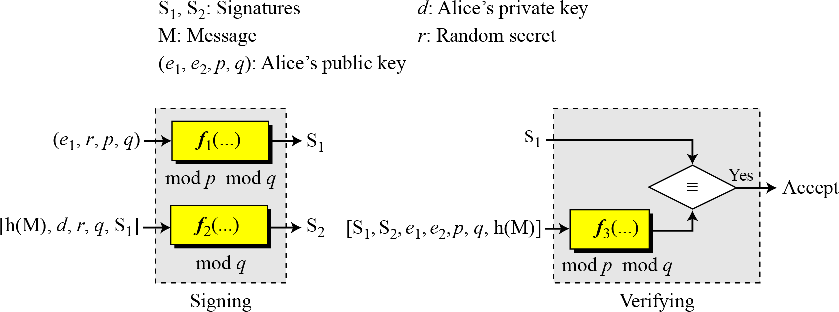 S1, S2: Signatures
d: Alice's private key
M: Message
r: Random secret
(e1, e2, p, q): Alice's public key
(e1, r, p, q)
f1(...)
S1
mod p mod q
[h(M), d, r, q, S1]
f2(...)
S2
mod q
Signing
S1
≡
Yes
Accept
[S1, S2, e1, e2, p, q, h(M)]
f3(...)
mod p mod q
Verifying